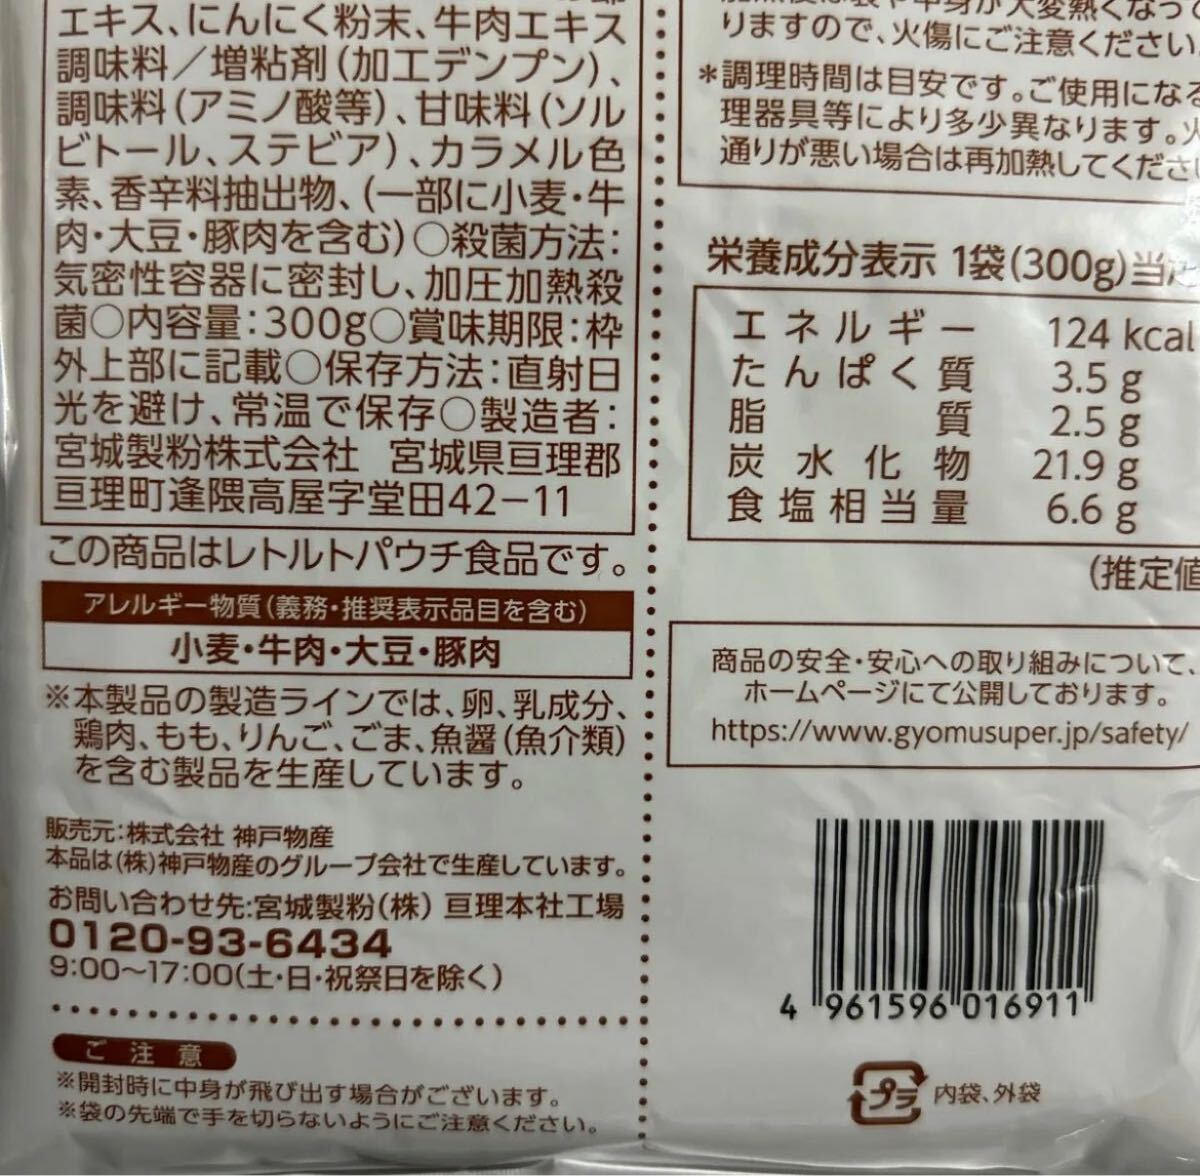 エキス、にんにく粉末、牛肉エキス
調味料/増粘剤(加工デンプン)、
調味料(アミノ酸等)、甘味料(ソル
ビトール、ステビア)、カラメル色
素、香辛料抽出物、(一部に小麦・牛
肉・大豆・豚肉を含む)○殺菌方法:
気密性容器に密封し、加圧加熱殺
菌○内容量:300g○賞味期限:枠
外上部に記載○保存方法:直射日
光を避け、常温で保存○製造者:
宮城製粉株式会社 宮城県亘理郡
亘理町逢隈高屋字堂田42-11
この商品はレトルトパウチ食品です。
アレルギー物質(義務・推奨表示品目を含む)
小麦・牛肉・大豆・豚肉
※本製品の製造ラインでは、卵、乳成分、
鶏肉、もも、りんご、ごま、魚醤(魚介類)
を含む製品を生産しています。
販売元:株式会社 神戸物産
本品は(株)神戸物産のグループ会社で生産しています。
お問い合わせ先:宮城製粉(株) 亘理本社工場
0120-93-6434
9:00~17:00(土・日・祝祭日を除く)
ご注意
※開封時に中身が飛び出す場合がございます。
※袋の先端で手を切らないようにご注意ください。
りますので、火傷にご注意ください
*調理時間は目安です。ご使用になる
理器具等により多少異なります。火
通りが悪い場合は再加熱してくださ
栄養成分表示 1袋(300g)当
エネルギー 124 kcal
たんぱく質 3.5 g
脂質 2.5 g
炭水化物 21.9 g
食塩相当量 6.6 g
(推定値
商品の安全・安心への取り組みについて、
ホームページにて公開しております。
https://www.gyomusuper.jp/safety/
4 961596 016911
プラ 内袋、外袋